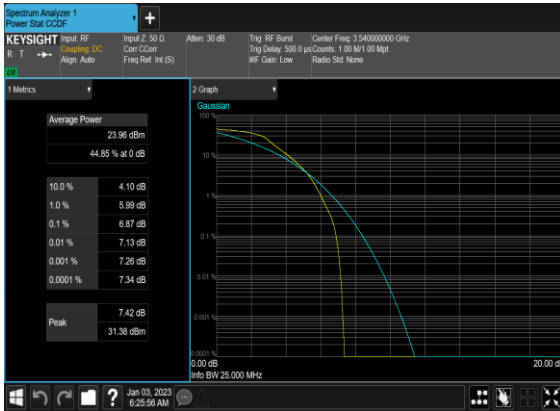 Spectrum Analyzer 1
Power Stat CCDF
+
KEYSIGHT Input: RF Input Z: 50 Ω Atten: 30 dB Trig: RF Burst Center Freq: 3.540000000 GHz
R T Coupling: DC Corr CCorr Trig Delay: 500.0 µs Counts: 1.00 M/1.00 Mpt
Align: Auto Freq Ref: Int (S) #IF Gain: Low Radio Std: None
LXI
1 Metrics
2 Graph
Average Power
23.96 dBm
44.85 % at 0 dB
10.0 % 4.10 dB
1.0 % 5.99 dB
0.1 % 6.87 dB
0.01 % 7.13 dB
0.001 % 7.26 dB
0.0001 % 7.34 dB
Peak 7.42 dB
31.38 dBm
Gaussian
100 %
10 %
1 %
0.1 %
0.01 %
0.001 %
0.0001 %
0.00 dB 20.00 d
Info BW 25.000 MHz
? Jan 03, 2023
6:25:56 AM